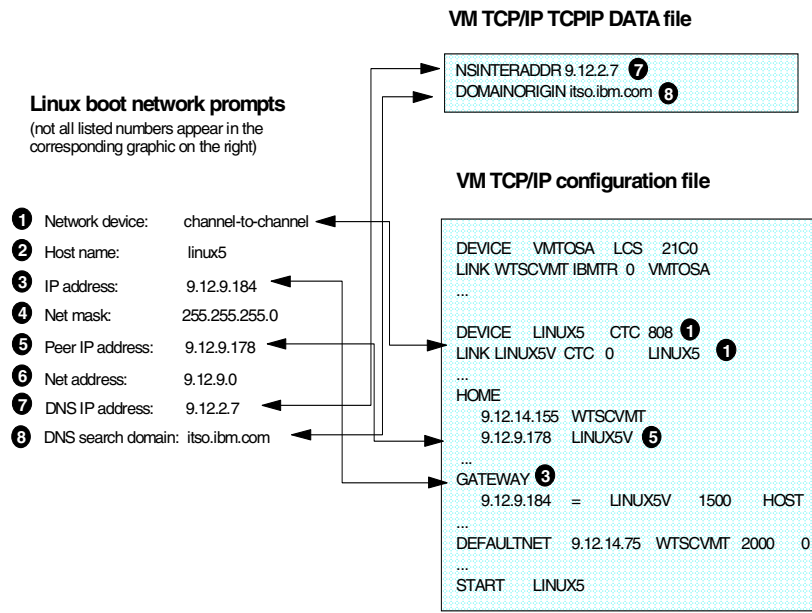 VM TCP/IP TCPIP DATA file
NSINTERADDR 9.12.2.7 7
DOMAINORIGIN itso.ibm.com 8
Linux boot network prompts
(not all listed numbers appear in the
corresponding graphic on the right)
1 Network device: channel-to-channel
2 Host name: linux5
3 IP address: 9.12.9.184
4 Net mask: 255.255.255.0
5 Peer IP address: 9.12.9.178
6 Net address: 9.12.9.0
7 DNS IP address: 9.12.2.7
8 DNS search domain: itso.ibm.com
VM TCP/IP configuration file
DEVICE VMTOSA LCS 21C0
LINK WTSCVMT IBMTR 0 VMTOSA
...
DEVICE LINUX5 CTC 808 1
LINK LINUX5V CTC 0 LINUX5 1
...
HOME
9.12.14.155 WTSCVMT
9.12.9.178 LINUX5V 5
...
GATEWAY 3
9.12.9.184 = LINUX5V 1500 HOST
...
DEFAULTNET 9.12.14.75 WTSCVMT 2000 0
...
START LINUX5